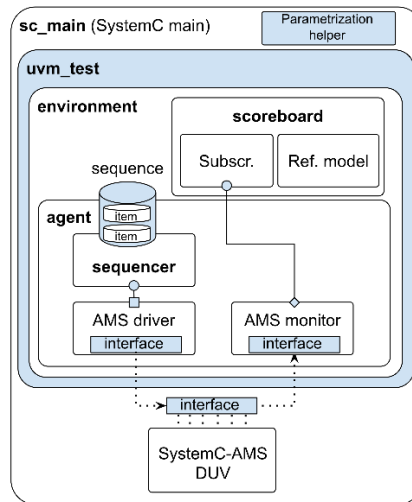 sc_main (SystemC main)
Parametrization
helper
uvm_test
environment
scoreboard
Subscr.
Ref. model
sequence
item
item
agent
sequencer
AMS driver
interface
AMS monitor
interface
interface
SystemC-AMS
DUV